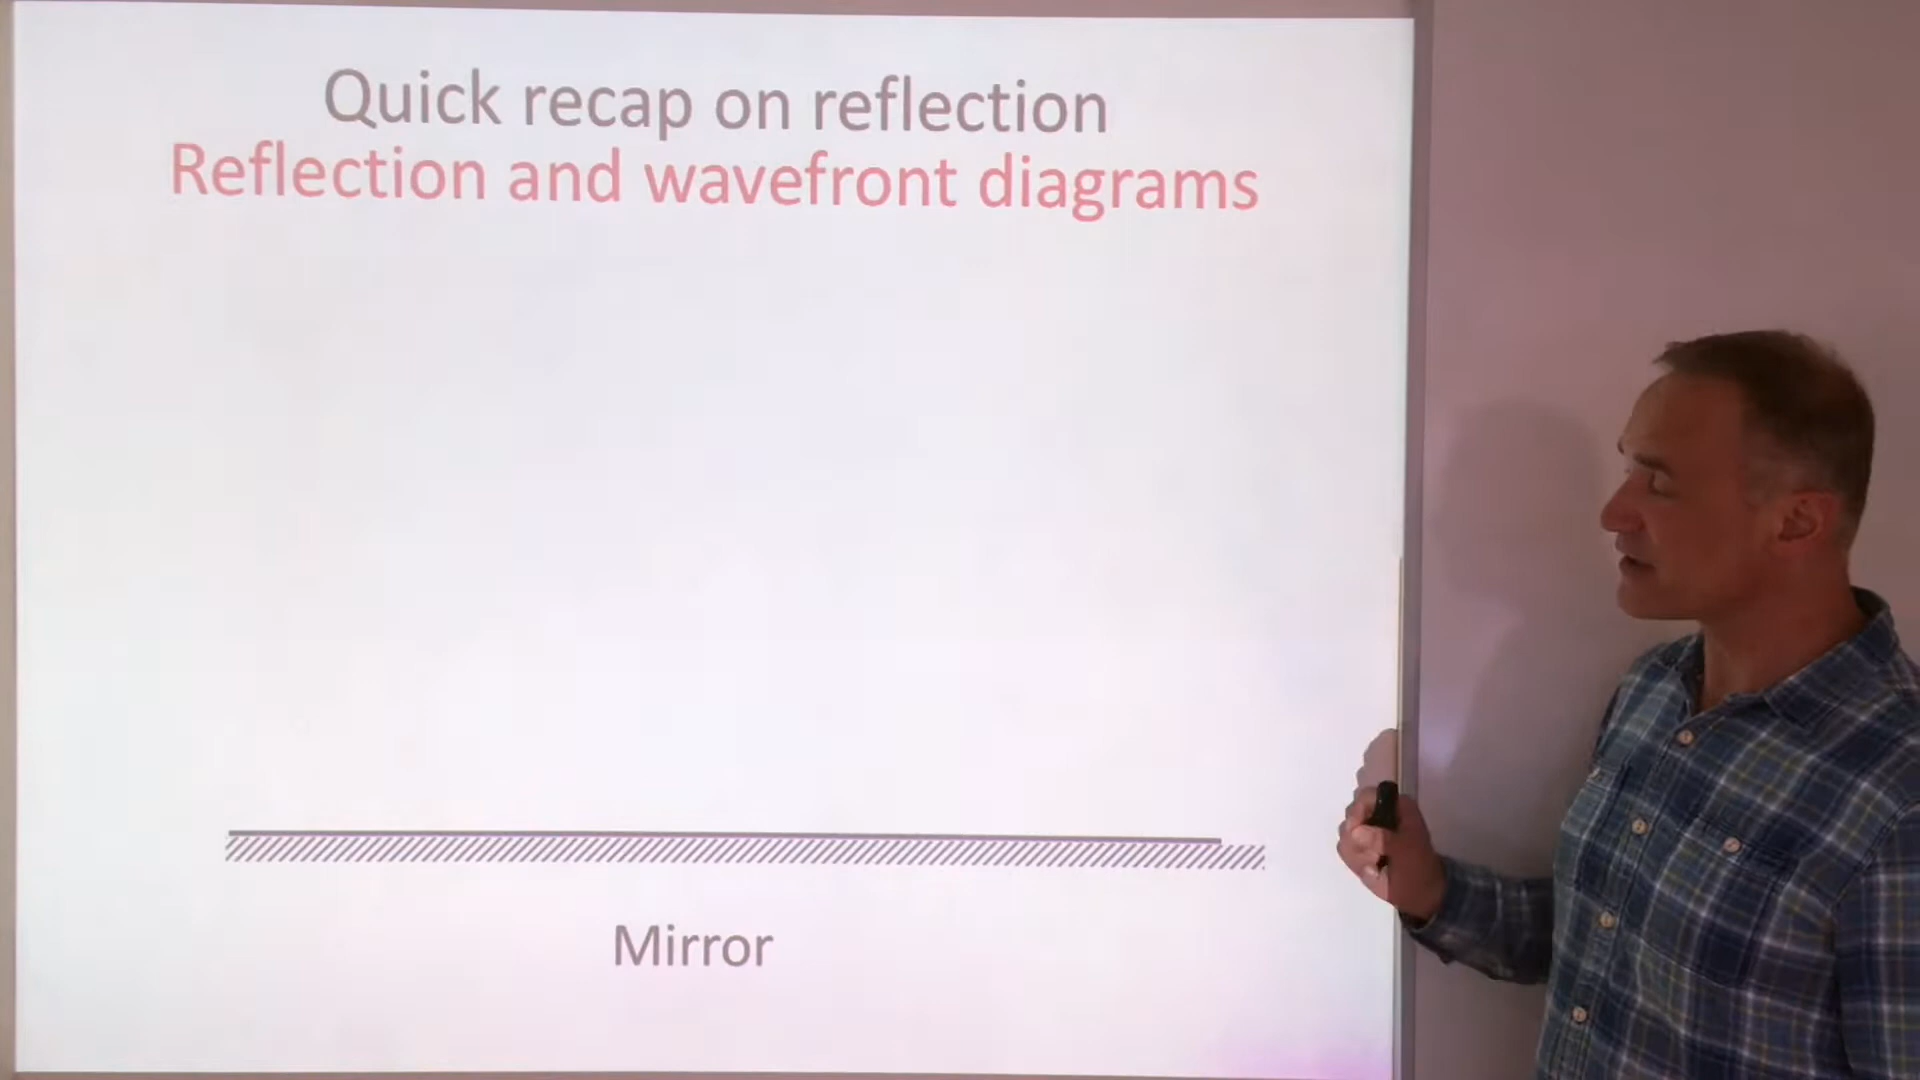 Quick recap on reflection
Reflection and wavefront diagrams
Mirror